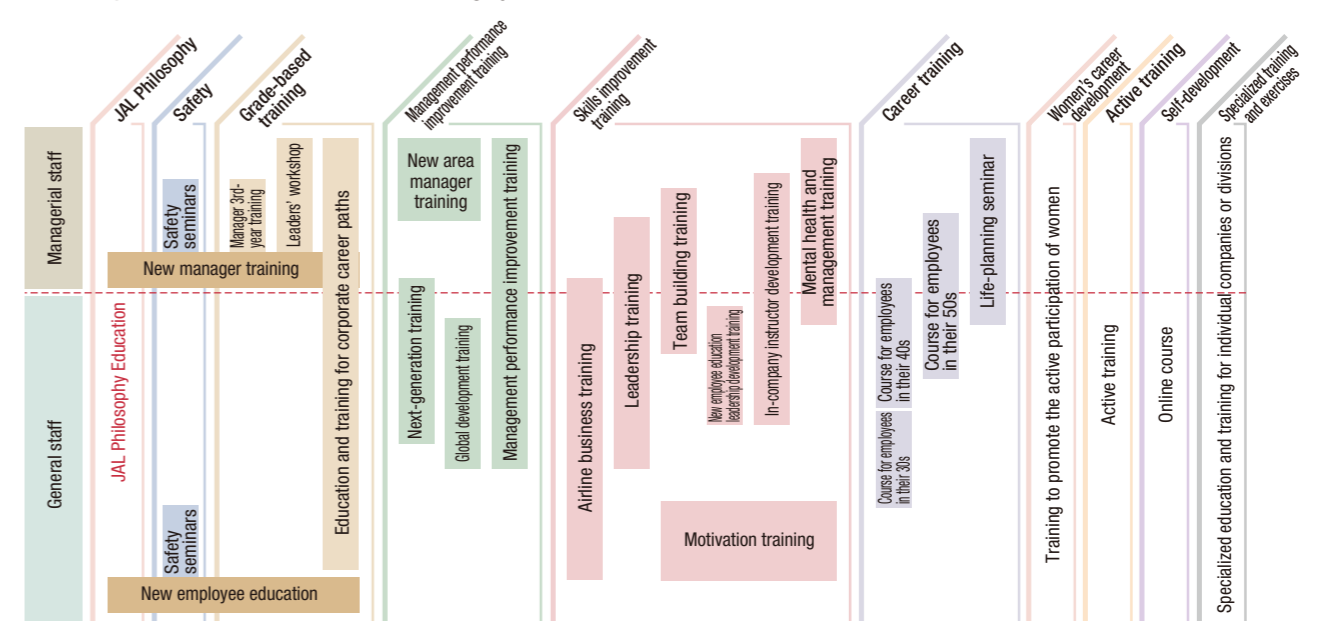 JAL Philosophy
Safety
Grade-based
training
Management performance
improvement training
Skills improvement
training
Career training
Women's career
development
Active training
Self-development
Specialized training
and exercises
Managerial staff
General staff
JAL Philosophy Education
Safety
seminars
Manager 3rd-
year training
Leaders' workshop
New manager training
Education and training for corporate career paths
Safety
seminars
New employee education
New area
manager
training
Next-generation training
Global development training
Management performance improvement training
Airline business training
Leadership training
Team building training
New employee education
leadership development training
In-company instructor development training
Mental health and
management training
Motivation training
Course for employees
in their 40s
Course for employees
in their 30s
Course for employees
in their 50s
Life-planning seminar
Training to promote the active participation of women
Active training
Online course
Specialized education and training for individual companies or divisions